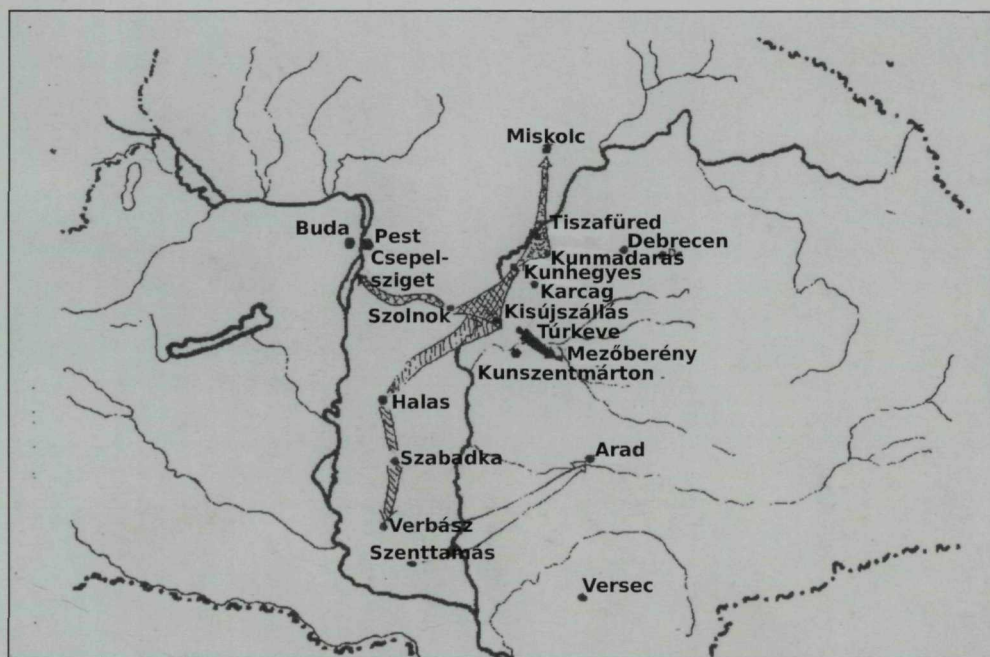 Miskolc
Tiszafüred
Buda
Pest
Debrecen
Csepel-
sziget
Kunmadaras
Kunhegyes
Karcag
Szolnok
Kisújszállás
Túrkeve
Mezőberény
Kunszentmárton
Halas
Szabadka
Arad
Verbász
Szenttamás
Versec